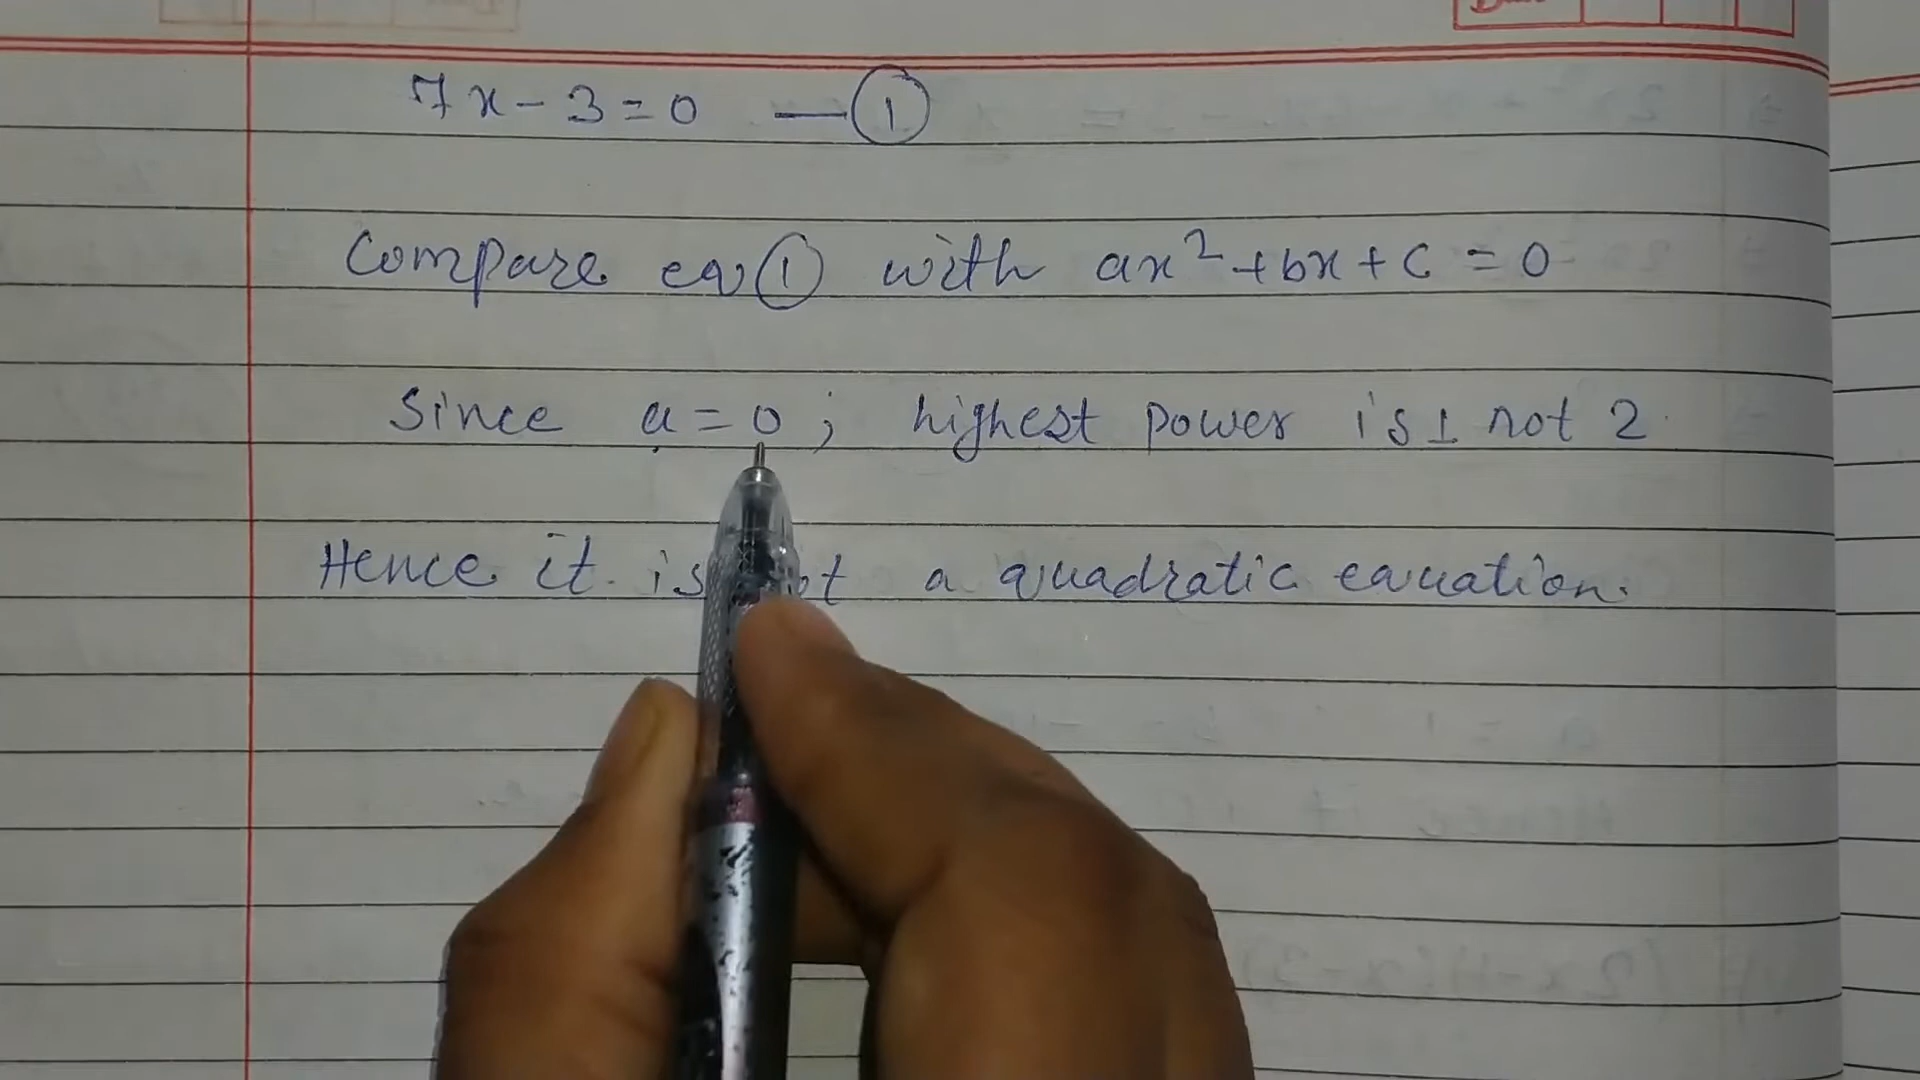 7x - 3 = 0 — ①
Compare eq ① with ax² + bx + c = 0
Since a = 0 ; highest power is 1 not 2
Hence it is not a quadratic equation.